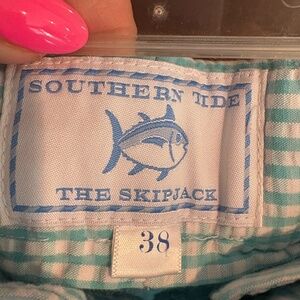 SOUTHERN TIDE
THE SKIPJACK
38